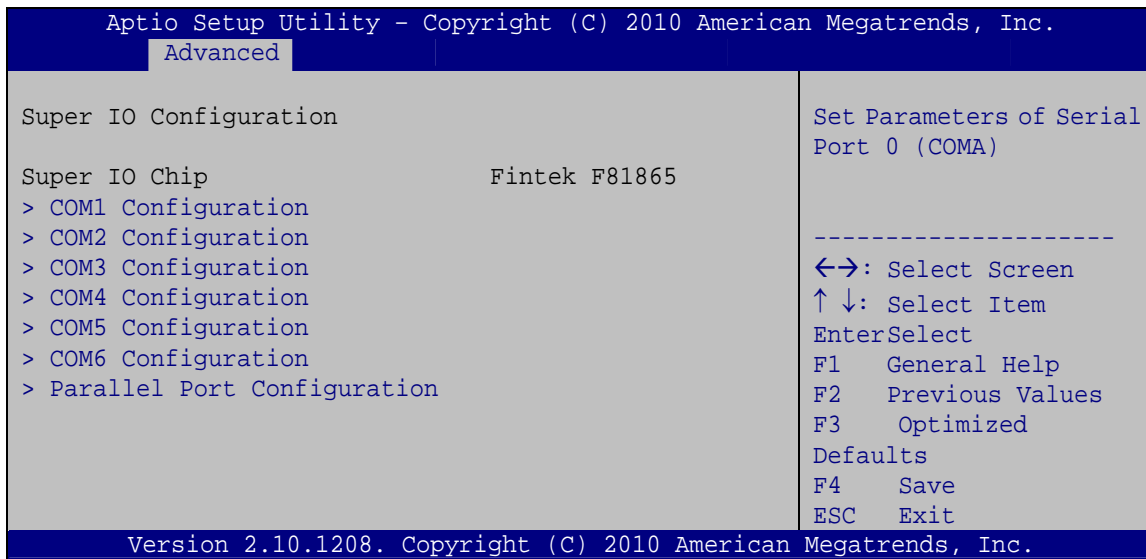 Aptio Setup Utility – Copyright (C) 2010 American Megatrends, Inc.
Advanced
Super IO Configuration
Super IO Chip Fintek F81865
> COM1 Configuration
> COM2 Configuration
> COM3 Configuration
> COM4 Configuration
> COM5 Configuration
> COM6 Configuration
> Parallel Port Configuration
Set Parameters of Serial
Port 0 (COMA)
---------------------
←→: Select Screen
↑ ↓: Select Item
EnterSelect
F1 General Help
F2 Previous Values
F3 Optimized
Defaults
F4 Save
ESC Exit
Version 2.10.1208. Copyright (C) 2010 American Megatrends, Inc.